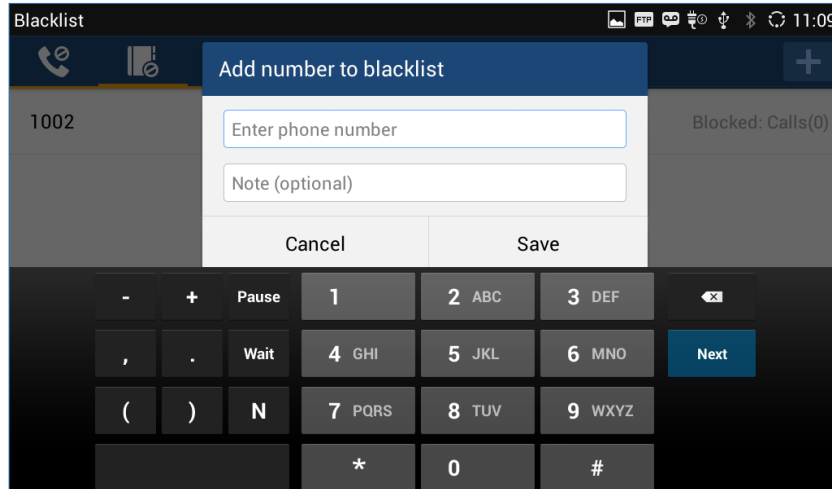 Blacklist
FTP
11:09
Add number to blacklist
1002
Enter phone number
Blocked: Calls(0)
Note (optional)
Cancel
Save
- + Pause 1 2 ABC 3 DEF
, . Wait 4 GHI 5 JKL 6 MNO Next
( ) N 7 PQRS 8 TUV 9 WXYZ
* 0 #